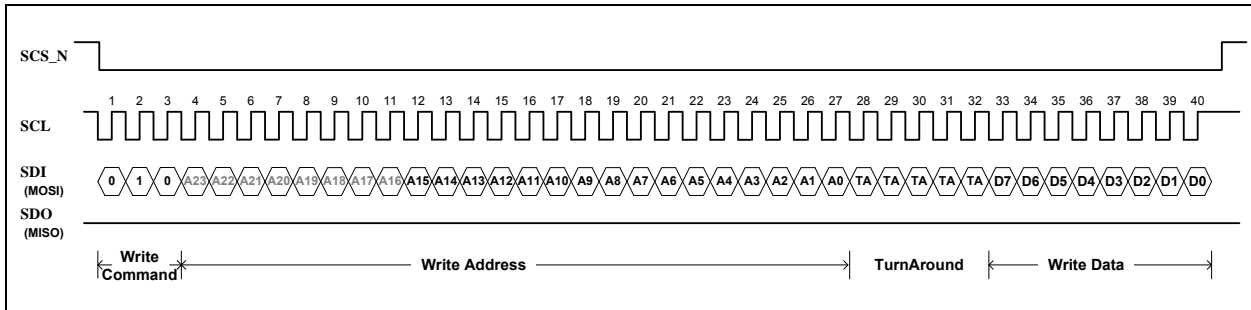 SCS_N
1 2 3 4 5 6 7 8 9 10 11 12 13 14 15 16 17 18 19 20 21 22 23 24 25 26 27 28 29 30 31 32 33 34 35 36 37 38 39 40
SCL
SDI
(MOSI)
0 1 0 A23 A22 A21 A20 A19 A18 A17 A16 A15 A14 A13 A12 A11 A10 A9 A8 A7 A6 A5 A4 A3 A2 A1 A0 TA TA TA TA TA D7 D6 D5 D4 D3 D2 D1 D0
SDO
(MISO)
Write
Command
Write Address
TurnAround
Write Data